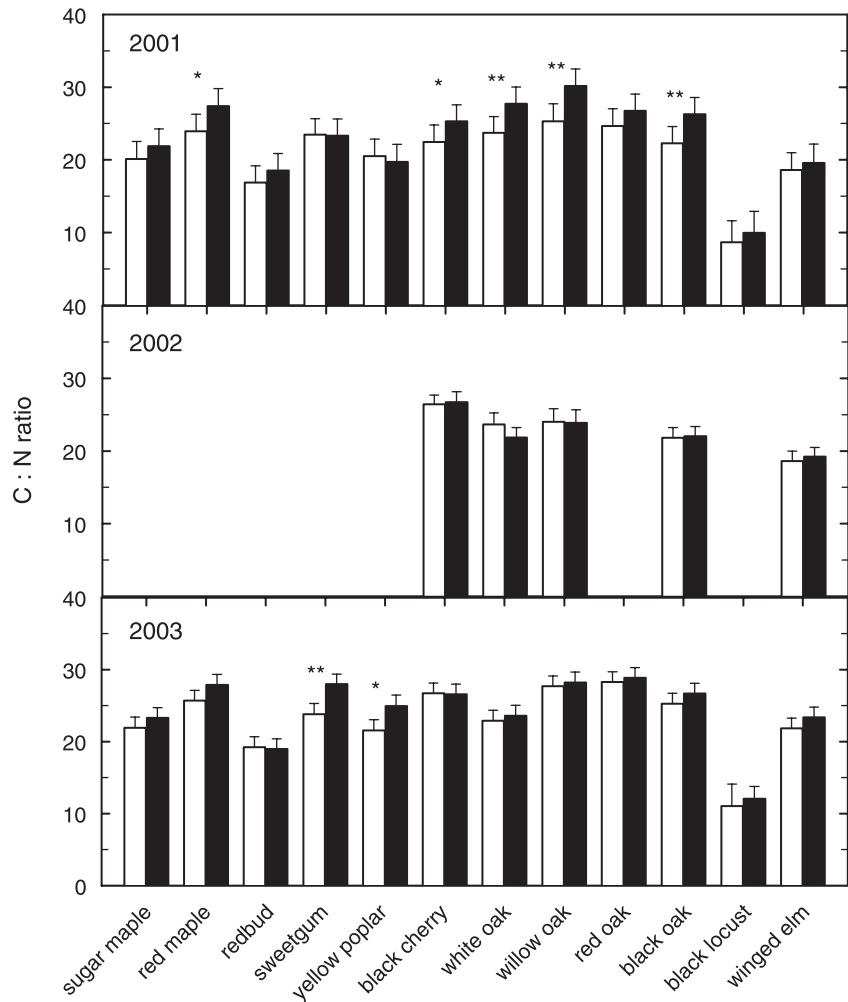 C : N ratio
40
2001
30
20
10
* * ** ** **
40
2002
30
20
10
40
2003
30
20
10
0
** *
sugar maple
red maple
redbud
sweetgum
yellow poplar
black cherry
white oak
willow oak
red oak
black oak
black locust
winged elm